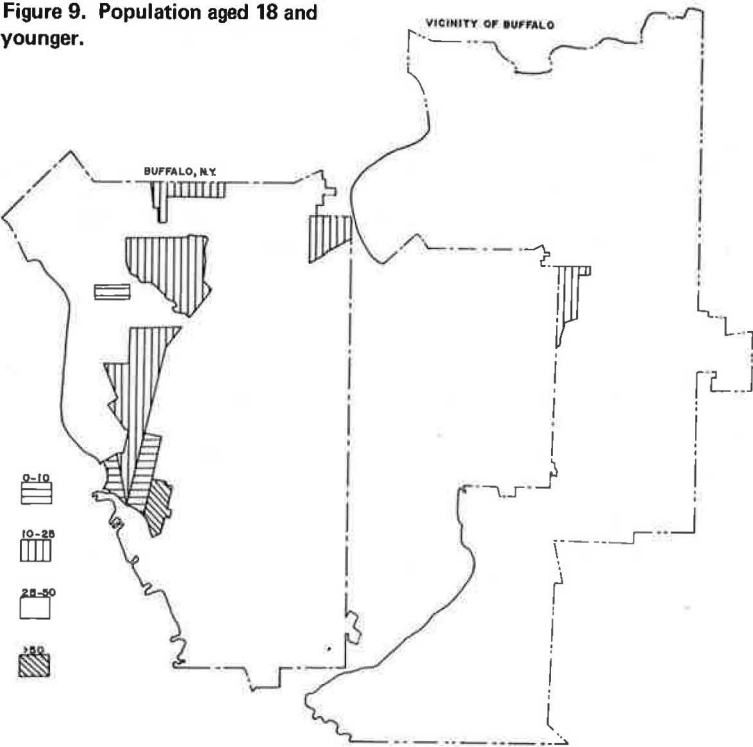 Figure 9. Population aged 18 and
younger.
VICINITY OF BUFFALO
BUFFALO, N.Y.
0-10
10-25
25-50
>50